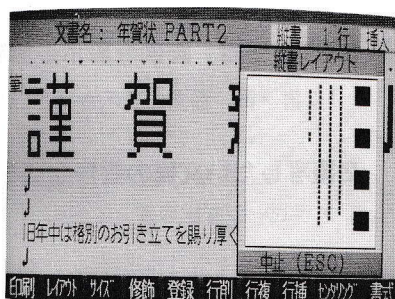 文書名： 年賀状 PART2 縦書 1行 挿入
縦書レイアウト
筆
謹 賀
旧年中は格別のお引き立てを賜り厚く
中止 (ESC)
印刷 レイアウト サイズ 修飾 登録 行削 行複 行挿 センタリング 書式